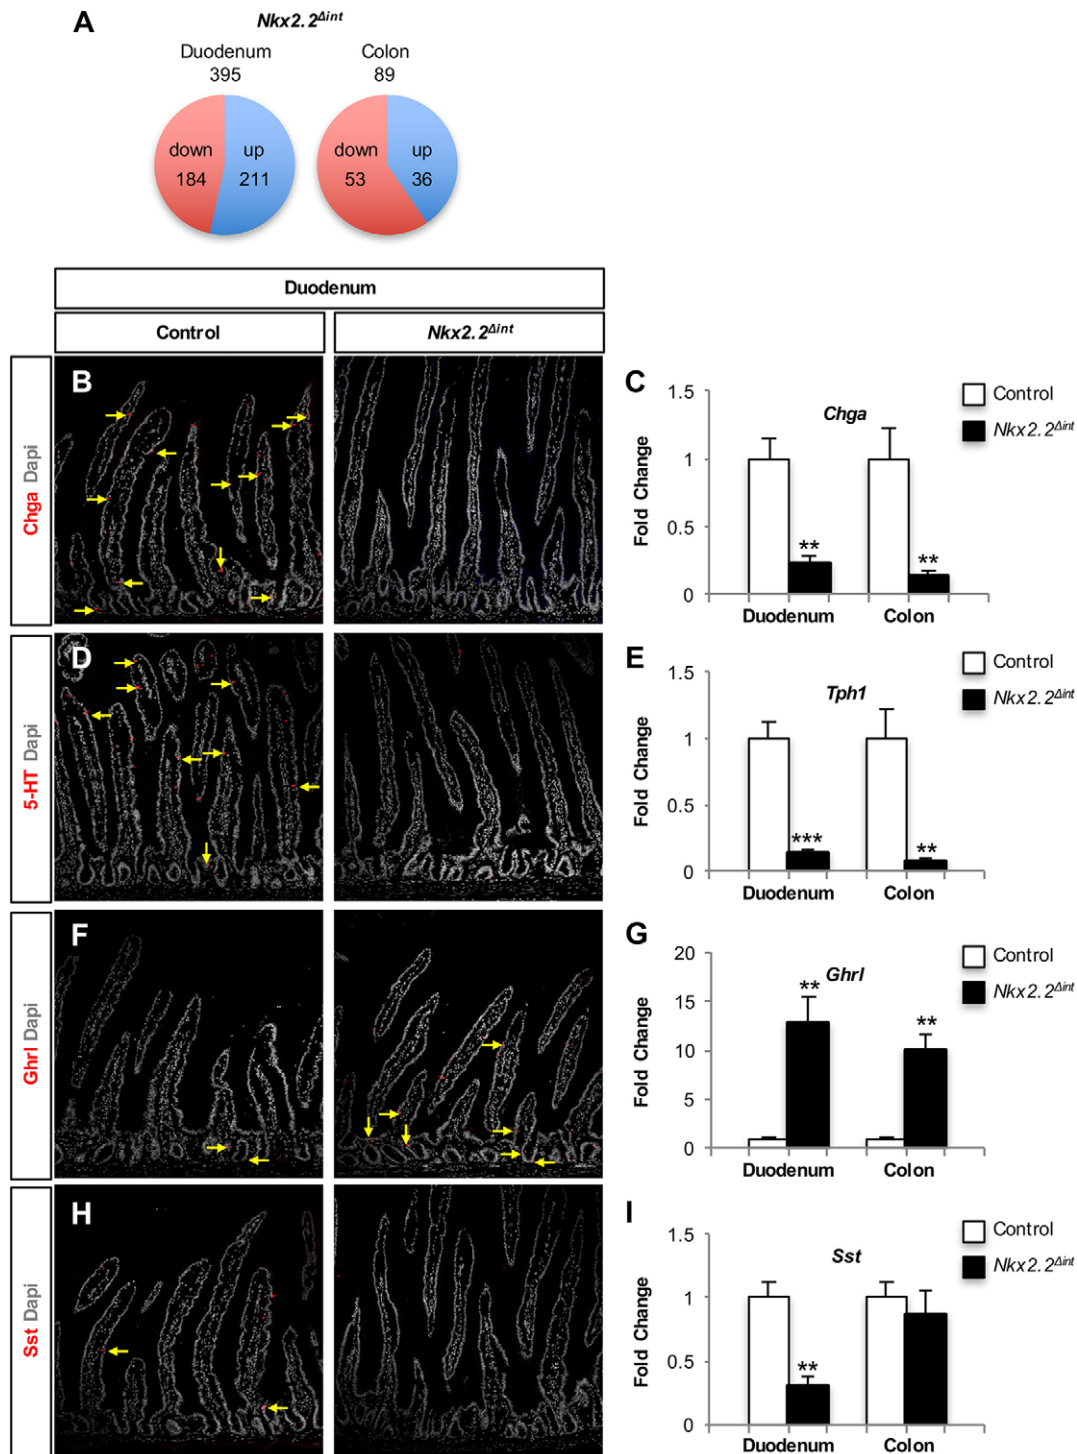 A
Nkx2.2Δint
Duodenum
395
Colon
89
down
184
up
211
down
53
up
36
Duodenum
Control
Nkx2.2Δint
Chga Dapi
B
C
1.5
1
0.5
0
Fold Change
Chga
**
**
Duodenum
Colon
Control
Nkx2.2Δint
5-HT Dapi
D
E
1.5
1
0.5
0
Fold Change
Tph1
***
**
Duodenum
Colon
Control
Nkx2.2Δint
Ghrl Dapi
F
G
20
15
10
5
0
Fold Change
Ghrl
**
**
Duodenum
Colon
Control
Nkx2.2Δint
Sst Dapi
H
I
1.5
1
0.5
0
Fold Change
Sst
**
Duodenum
Colon
Control
Nkx2.2Δint